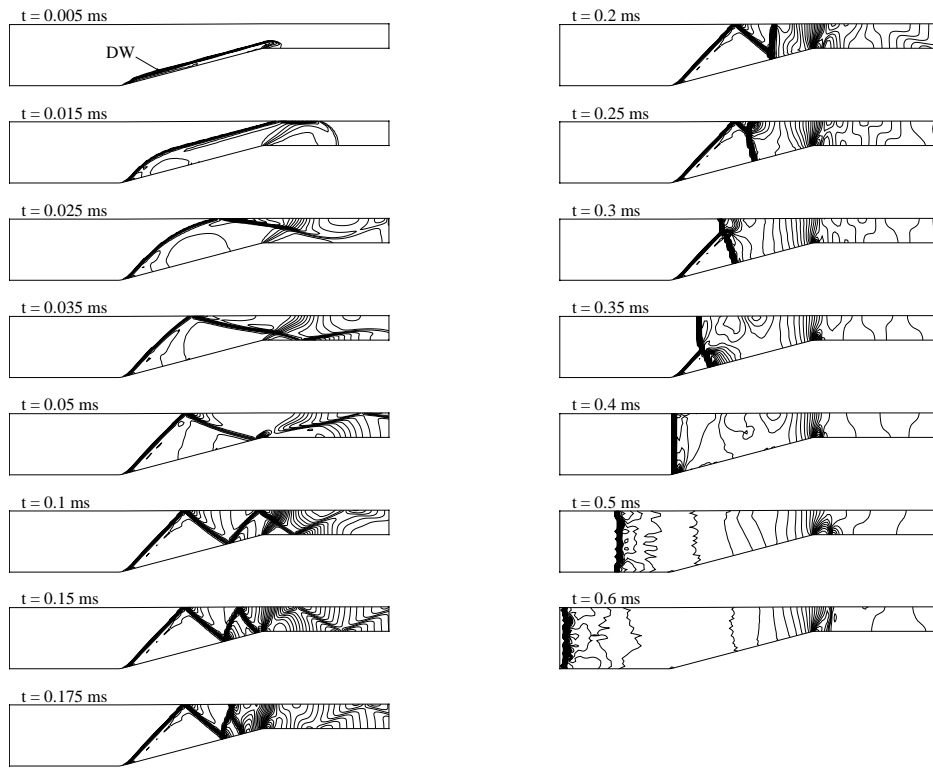 t = 0.005 ms
DW
t = 0.015 ms
t = 0.025 ms
t = 0.035 ms
t = 0.05 ms
t = 0.1 ms
t = 0.15 ms
t = 0.175 ms
t = 0.2 ms
t = 0.25 ms
t = 0.3 ms
t = 0.35 ms
t = 0.4 ms
t = 0.5 ms
t = 0.6 ms